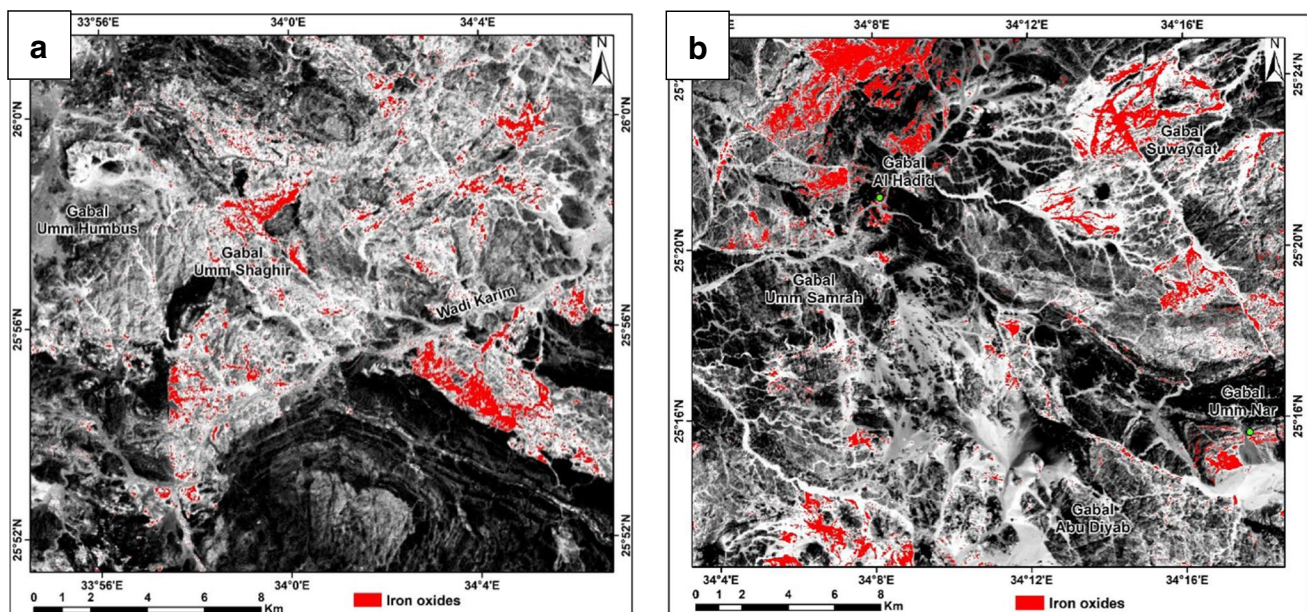 a
33°56'E
34°0'E
34°4'E
N
26°0'N
26°0'N
Gabal
Umm Humbus
Gabal
Umm Shaghir
Wadi Karim
25°56'N
25°56'N
25°52'N
25°52'N
33°56'E
34°0'E
34°4'E
0 1 2 4 6 8
Km
Iron oxides
b
34°8'E
34°12'E
34°16'E
N
25°2
25°24'N
Gabal
Suwayqat
Gabal
Al Hadid
25°20'N
25°20'N
Gabal
Umm Samrah
Gabal
Umm Nar
25°16'N
25°16'N
Gabal
Abu Diyab
34°4'E
34°8'E
34°12'E
34°16'E
0 1 2 4 6 8
Km
Iron oxides